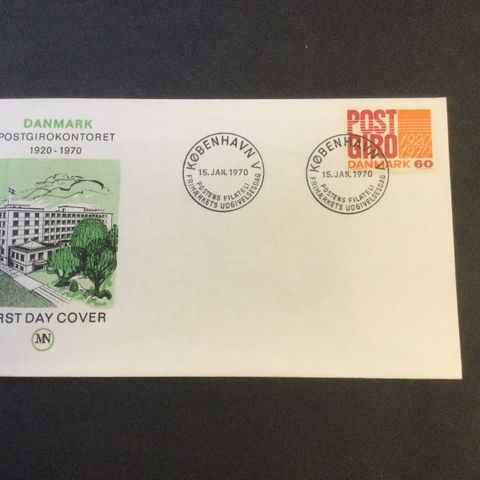 DANMARK
POSTGIROKONTORET
1920 - 1970
RST DAY COVER
MN
KØBENHAVN V
15. JAN. 1970
POSTENS FILATELI
FRIMÆRKETS UDGIVELSESDAG
KØBENHAVN V
15. JAN. 1970
POSTENS FILATELI
FRIMÆRKETS UDGIVELSESDAG
POST
GIRO
1920
1970
DANMARK 60